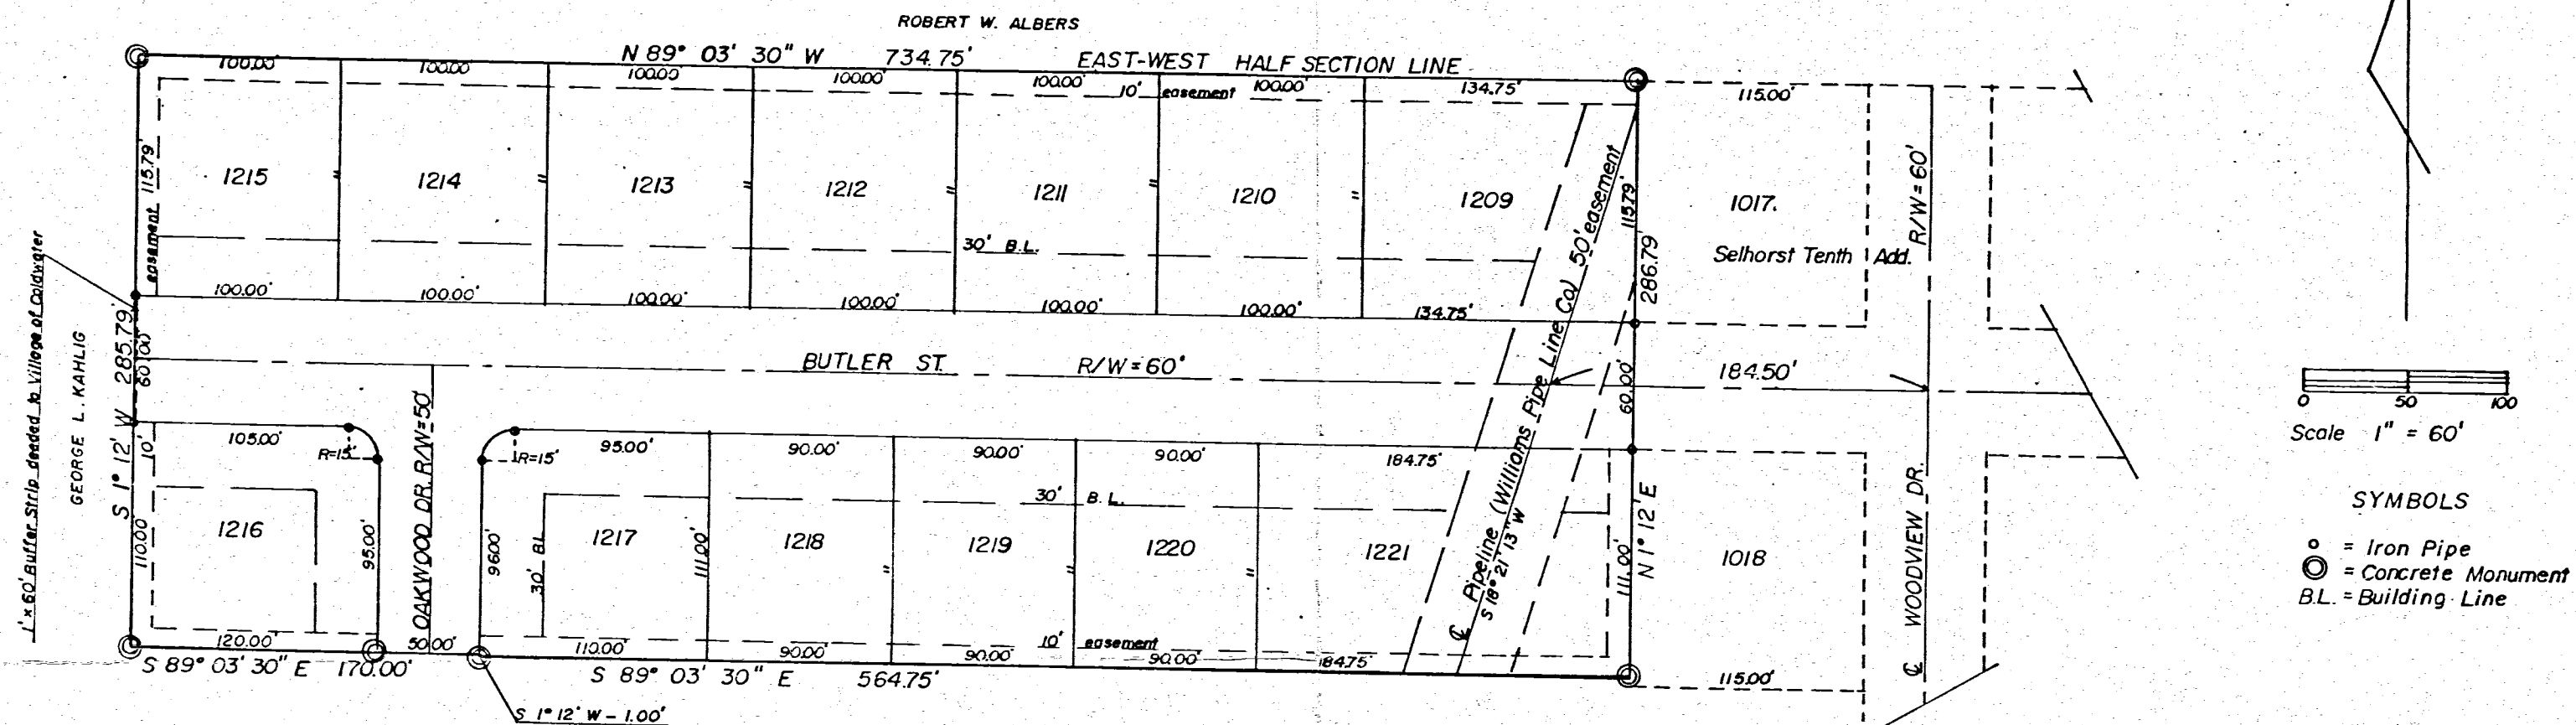 ROBERT W. ALBERS
N 89° 03' 30" W 734.75' EAST-WEST HALF SECTION LINE
100.00' 100.00' 100.00' 100.00' 100.00' 100.00' 134.75' 115.00'
10' easement
easement 115.79'
1215 " 1214 " 1213 " 1212 " 1211 " 1210 " 1209
115.79'
1017.
Selhorst Tenth Add.
R/W=60'
30' B.L.
286.79'
100.00' 100.00' 100.00' 100.00' 100.00' 100.00' 134.75'
1'x60' Buffer Strip deeded to Village of Coldwater
GEORGE L. KAHLIG
S 1° 12' W 285.79'
60.00'
BUTLER ST. R/W=60'
60.00'
184.50'
Pipeline (Williams Pipe Line Co.) 50' easement
S 18° 21' 13" W
10'
105.00' R=15' R=15' 95.00' 90.00' 90.00' 90.00' 184.75'
OAKWOOD DR. R/W=50'
30' B.L.
110.00' 1216 95.00' 96.00' 30' BL 1217 111.00' 1218 " 1219 " 1220 " 1221 111.00' N 1° 12' E 1018
℄ WOODVIEW DR.
℄
10' easement
120.00' 50.00' 110.00' 90.00' 90.00' 90.00' 184.75' 115.00'
S 89° 03' 30" E 170.00'
S 89° 03' 30" E 564.75'
S 1° 12' W - 1.00'
0 50 100
Scale 1" = 60'
SYMBOLS
= Iron Pipe
= Concrete Monument
B.L. = Building Line